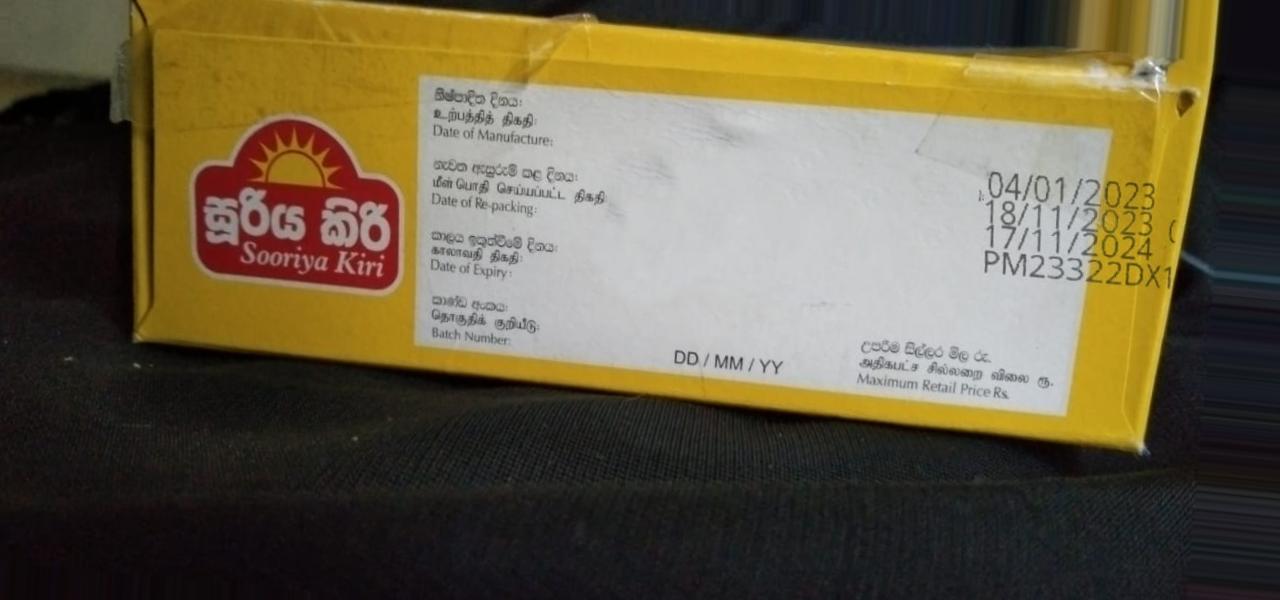 සූරිය කිරි
Sooriya Kiri
නිෂ්පාදිත දිනය:
உற்பத்தித் திகதி:
Date of Manufacture:
නැවත ඇසුරුම් කළ දිනය:
மீள் பொதி செய்யப்பட்ட திகதி
Date of Re-packing:
කාලය ඉකුත්වීමේ දිනය:
காலாவதி திகதி:
Date of Expiry:
කාණ්ඩ අංකය:
தொகுதிக் குறியீடு:
Batch Number:
DD / MM / YY
04/01/2023
18/11/2023
17/11/2024
PM23322DX1
උපරිම සිල්ලර මිල රු.
அதிகபட்ச சில்லறை விலை ரூ.
Maximum Retail Price Rs.